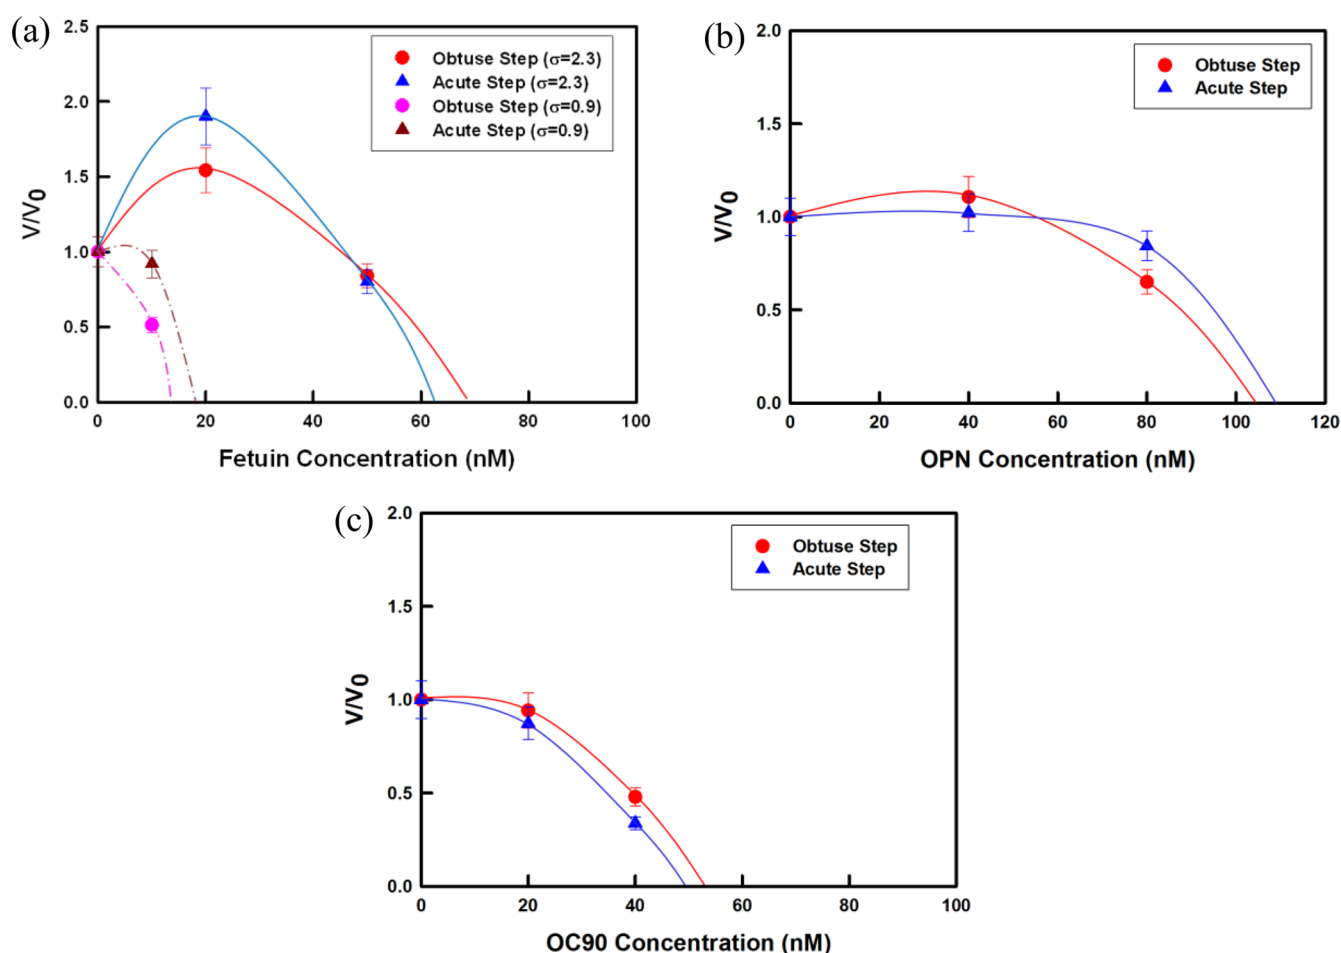 (a)
2.5
2.0
1.5
1.0
0.5
0.0
V/V0
0
20
40
60
80
100
Fetuin Concentration (nM)
Obtuse Step (σ=2.3)
Acute Step (σ=2.3)
Obtuse Step (σ=0.9)
Acute Step (σ=0.9)
(b)
2.0
1.5
1.0
0.5
0.0
V/V0
0
20
40
60
80
100
120
OPN Concentration (nM)
Obtuse Step
Acute Step
(c)
2.0
1.5
1.0
0.5
0.0
V/V0
0
20
40
60
80
100
OC90 Concentration (nM)
Obtuse Step
Acute Step